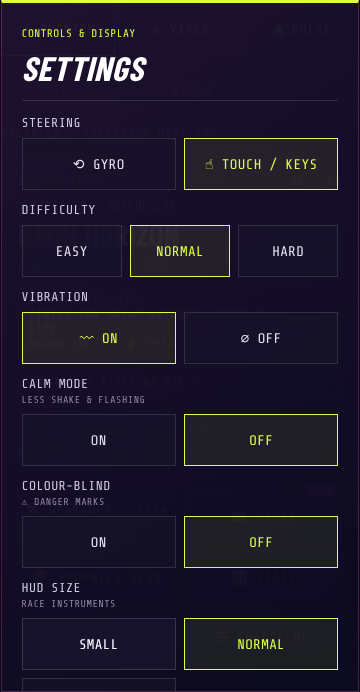 CONTROLS & DISPLAY
SETTINGS
STEERING
⟲ GYRO
☝ TOUCH / KEYS
DIFFICULTY
EASY
NORMAL
HARD
VIBRATION
〰 ON
⌀ OFF
CALM MODE
LESS SHAKE & FLASHING
ON
OFF
COLOUR-BLIND
⚠ DANGER MARKS
ON
OFF
HUD SIZE
RACE INSTRUMENTS
SMALL
NORMAL